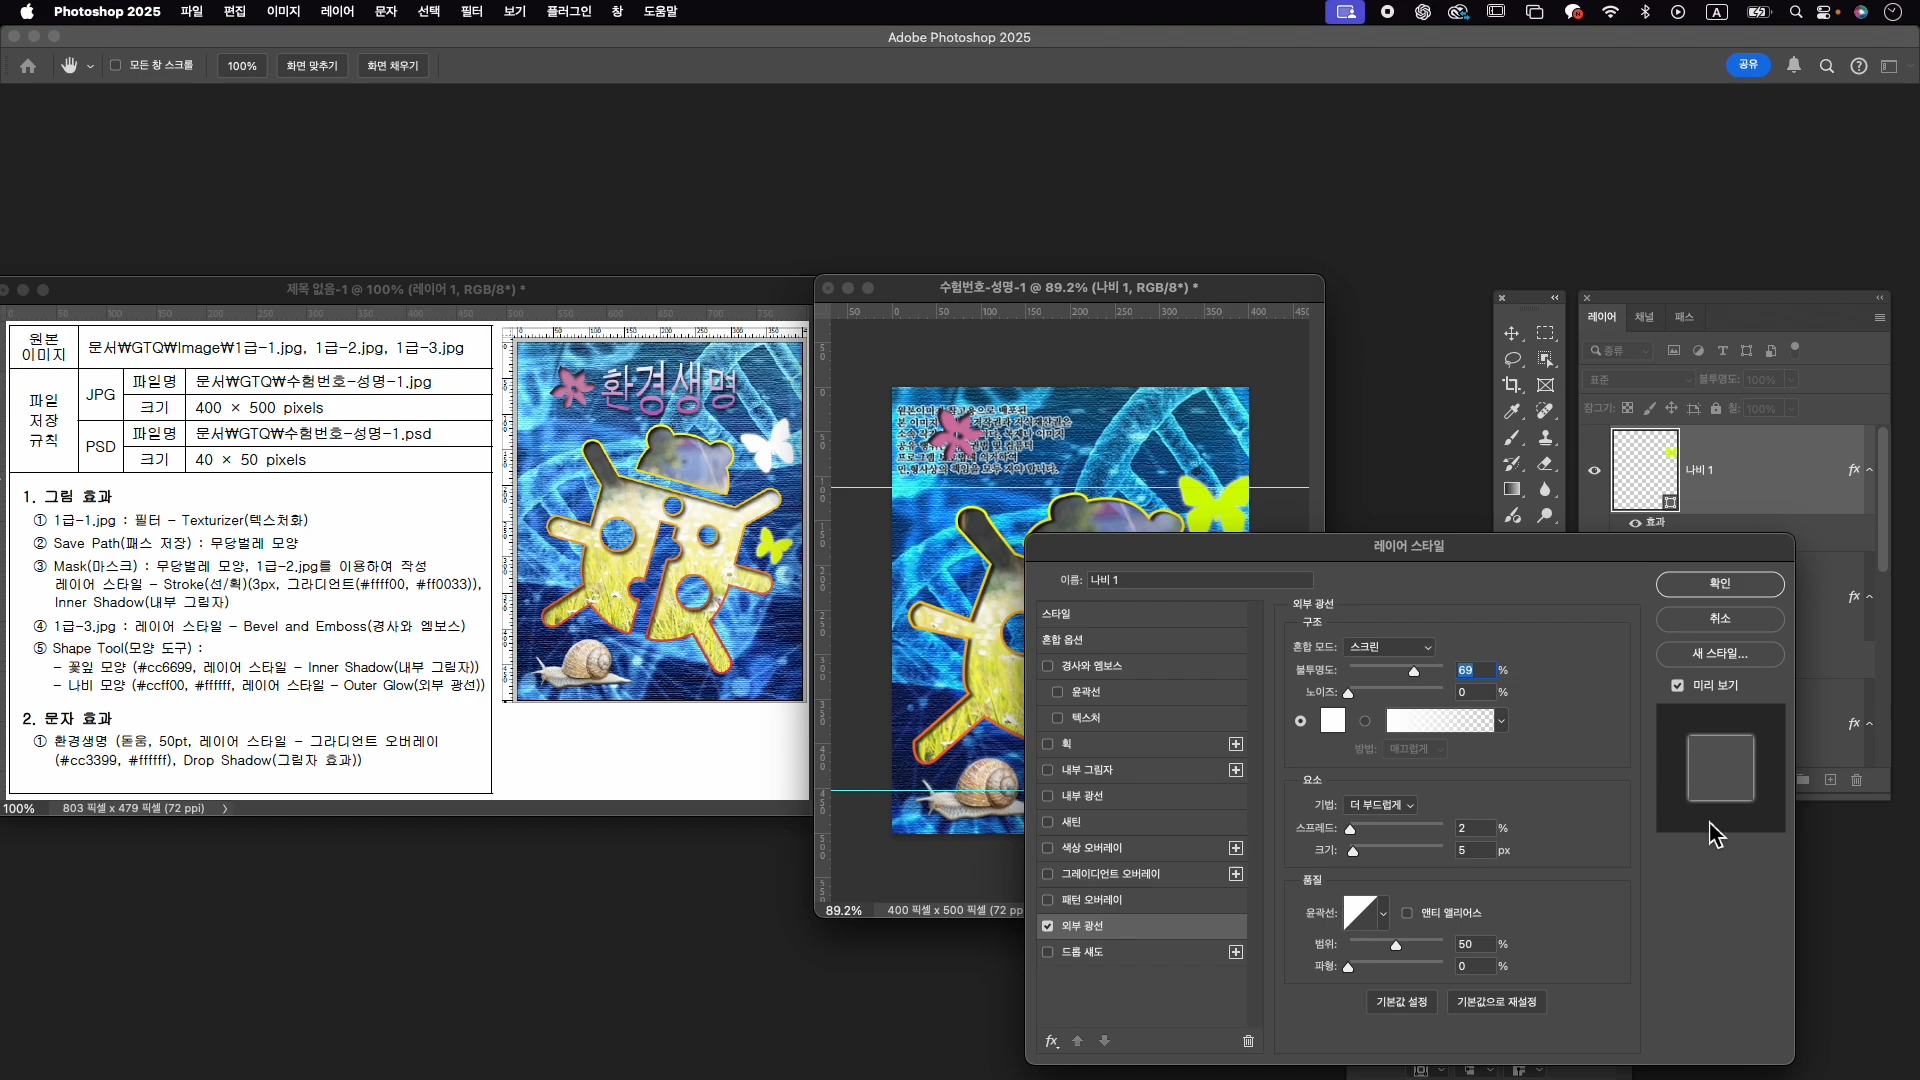 Photoshop 2025 파일 편집 이미지 레이어 문자 선택 필터 보기 플러그인 창 도움말
Adobe Photoshop 2025
모든 창 스크롤 100% 화면 맞추기 화면 채우기 공유
제목 없음-1 @ 100% (레이어 1, RGB/8*) *
원본 이미지 문서₩GTQ₩Image₩1급-1.jpg, 1급-2.jpg, 1급-3.jpg
파일 저장 규칙
JPG 파일명 문서₩GTQ₩수험번호-성명-1.jpg
크기 400 × 500 pixels
PSD 파일명 문서₩GTQ₩수험번호-성명-1.psd
크기 40 × 50 pixels
1. 그림 효과
① 1급-1.jpg : 필터 - Texturizer(텍스처화)
② Save Path(패스 저장) : 무당벌레 모양
③ Mask(마스크) : 무당벌레 모양, 1급-2.jpg를 이용하여 작성
레이어 스타일 - Stroke(선/획)(3px, 그라디언트(#ffff00, #ff0033)),
Inner Shadow(내부 그림자)
④ 1급-3.jpg : 레이어 스타일 - Bevel and Emboss(경사와 엠보스)
⑤ Shape Tool(모양 도구) :
- 꽃잎 모양 (#cc6699, 레이어 스타일 - Inner Shadow(내부 그림자))
- 나비 모양 (#ccff00, #ffffff, 레이어 스타일 - Outer Glow(외부 광선))
2. 문자 효과
① 환경생명 (돋움, 50pt, 레이어 스타일 - 그라디언트 오버레이
(#cc3399, #ffffff), Drop Shadow(그림자 효과))
환경생명
100% 803 픽셀 x 479 픽셀 (72 ppi)
수험번호-성명-1 @ 89.2% (나비 1, RGB/8*) *
89.2% 400 픽셀 x 500 픽셀 (72 pp
레이어 채널 패스
종류
표준 불투명도: 100%
잠그기: 칠: 100%
나비 1 fx
효과
fx
fx
레이어 스타일
이름: 나비 1
스타일
혼합 옵션
경사와 엠보스
윤곽선
텍스처
획
내부 그림자
내부 광선
새틴
색상 오버레이
그레이디언트 오버레이
패턴 오버레이
외부 광선
드롭 섀도
fx
외부 광선
구조
혼합 모드: 스크린
불투명도: 69 %
노이즈: 0 %
방법: 매끄럽게
요소
기법: 더 부드럽게
스프레드: 2 %
크기: 5 px
품질
윤곽선: 앤티 앨리어스
범위: 50 %
파형: 0 %
기본값 설정 기본값으로 재설정
확인
취소
새 스타일...
미리 보기